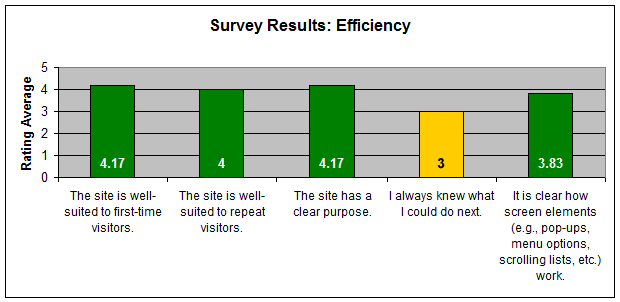 Survey Results: Efficiency
Rating Average
5
4
3
2
1
0
4.17
4
4.17
3
3.83
The site is well-
suited to first-time
visitors.
The site is well-
suited to repeat
visitors.
The site has a
clear purpose.
I always knew what
I could do next.
It is clear how
screen elements
(e.g., pop-ups,
menu options,
scrolling lists, etc.)
work.